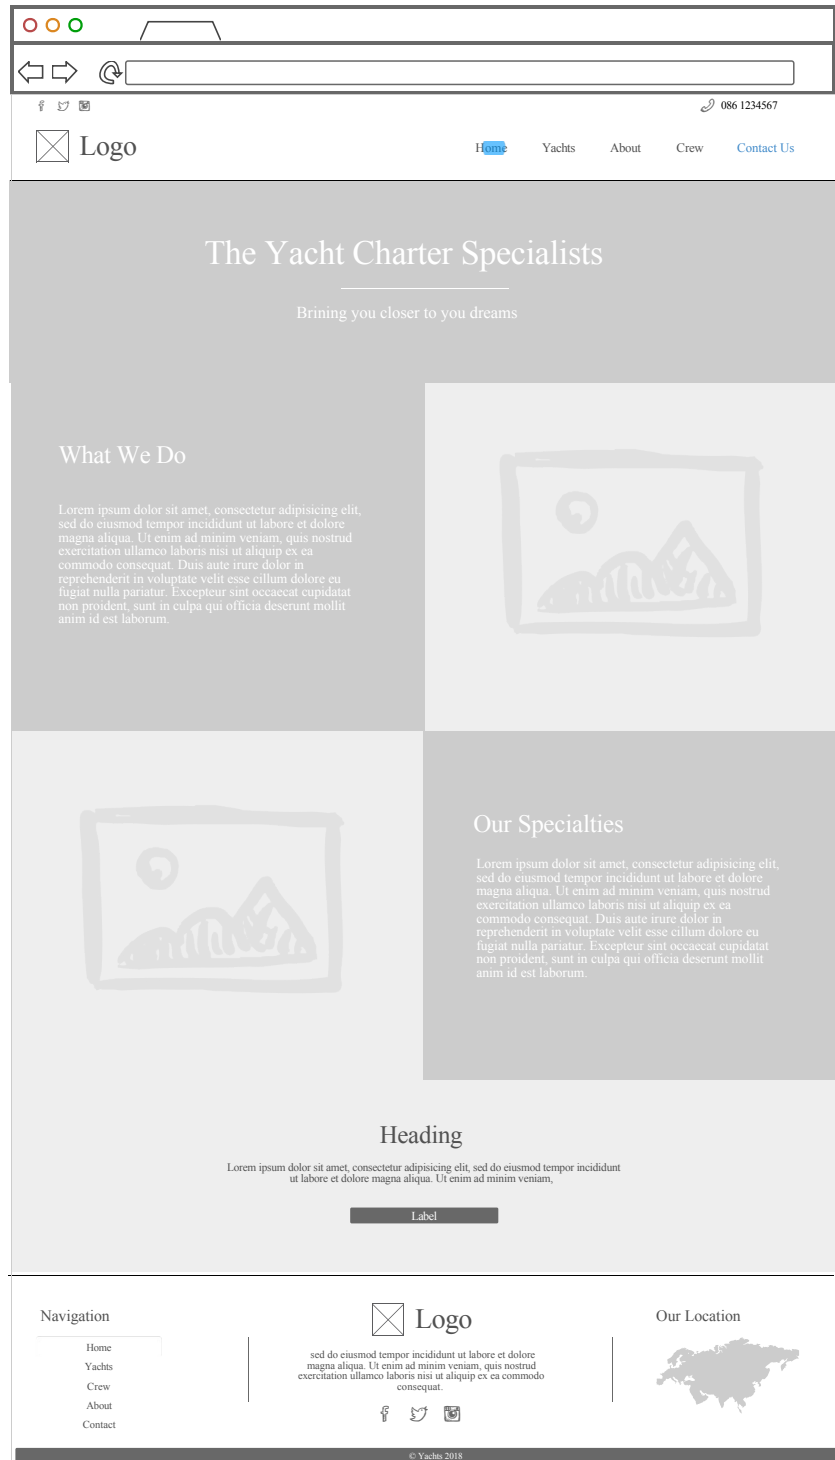 086 1234567
Logo
Home Yachts About Crew Contact Us
The Yacht Charter Specialists
Brining you closer to you dreams
What We Do
Lorem ipsum dolor sit amet, consectetur adipisicing elit,
sed do eiusmod tempor incididunt ut labore et dolore
magna aliqua. Ut enim ad minim veniam, quis nostrud
exercitation ullamco laboris nisi ut aliquip ex ea
commodo consequat. Duis aute irure dolor in
reprehenderit in voluptate velit esse cillum dolore eu
fugiat nulla pariatur. Excepteur sint occaecat cupidatat
non proident, sunt in culpa qui officia deserunt mollit
anim id est laborum.
Our Specialties
Lorem ipsum dolor sit amet, consectetur adipisicing elit,
sed do eiusmod tempor incididunt ut labore et dolore
magna aliqua. Ut enim ad minim veniam, quis nostrud
exercitation ullamco laboris nisi ut aliquip ex ea
commodo consequat. Duis aute irure dolor in
reprehenderit in voluptate velit esse cillum dolore eu
fugiat nulla pariatur. Excepteur sint occaecat cupidatat
non proident, sunt in culpa qui officia deserunt mollit
anim id est laborum.
Heading
Lorem ipsum dolor sit amet, consectetur adipisicing elit, sed do eiusmod tempor incididunt
ut labore et dolore magna aliqua. Ut enim ad minim veniam,
Label
Navigation
Home
Yachts
Crew
About
Contact
Logo
sed do eiusmod tempor incididunt ut labore et dolore
magna aliqua. Ut enim ad minim veniam, quis nostrud
exercitation ullamco laboris nisi ut aliquip ex ea commodo
consequat.
Our Location
© Yachts 2018